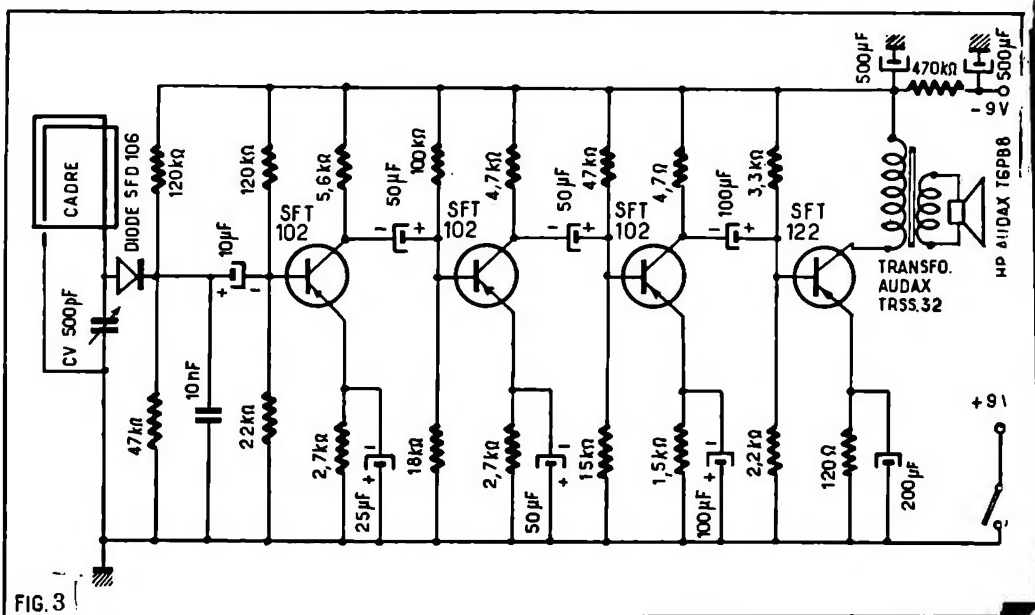 500µF
500µF
470kΩ
-9V
CADRE
DIODE SFD 106
CV 500pF
120kΩ
47kΩ
10nF
10µF
+ -
120kΩ
22kΩ
SFT
102
5,6kΩ
2,7kΩ
25µF +
-
50µF
- +
100kΩ
18kΩ
SFT
102
4,7kΩ
2,7kΩ
50µF
-
+
50µF
- +
47kΩ
15kΩ
SFT
102
4,7Ω
1,5kΩ
100µF +
-
100µF
- +
3,3kΩ
2,2kΩ
SFT
122
120Ω
200µF
TRANSFO.
AUDAX
TRSS.32
HP AUDAX T6PB8
+9
FIG. 3